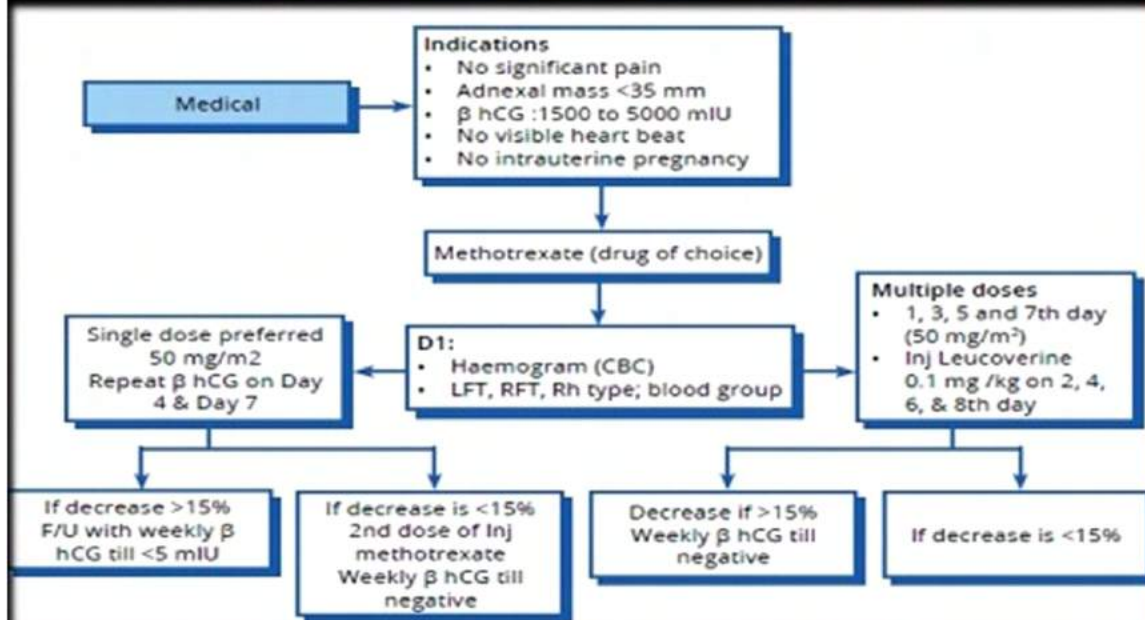 Medical
Indications
• No significant pain
• Adnexal mass <35 mm
• β hCG :1500 to 5000 mIU
• No visible heart beat
• No intrauterine pregnancy
Methotrexate (drug of choice)
D1:
• Haemogram (CBC)
• LFT, RFT, Rh type; blood group
Single dose preferred
50 mg/m2
Repeat β hCG on Day
4 & Day 7
Multiple doses
• 1, 3, 5 and 7th day
(50 mg/m²)
• Inj Leucoverine
0.1 mg /kg on 2, 4,
6, & 8th day
If decrease >15%
F/U with weekly β
hCG till <5 mIU
If decrease is <15%
2nd dose of Inj
methotrexate
Weekly β hCG till
negative
Decrease if >15%
Weekly β hCG till
negative
If decrease is <15%